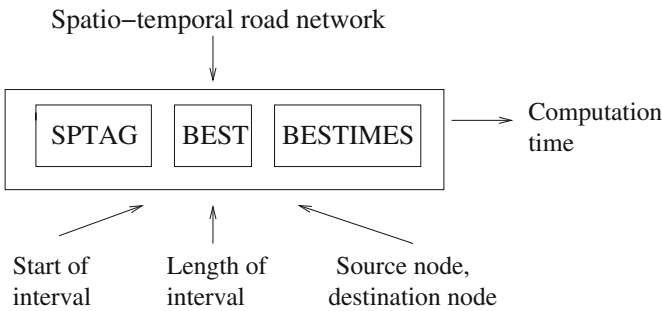 Spatio−temporal road network
SPTAG
BEST
BESTIMES
Computation
time
Start of
interval
Length of
interval
Source node,
destination node